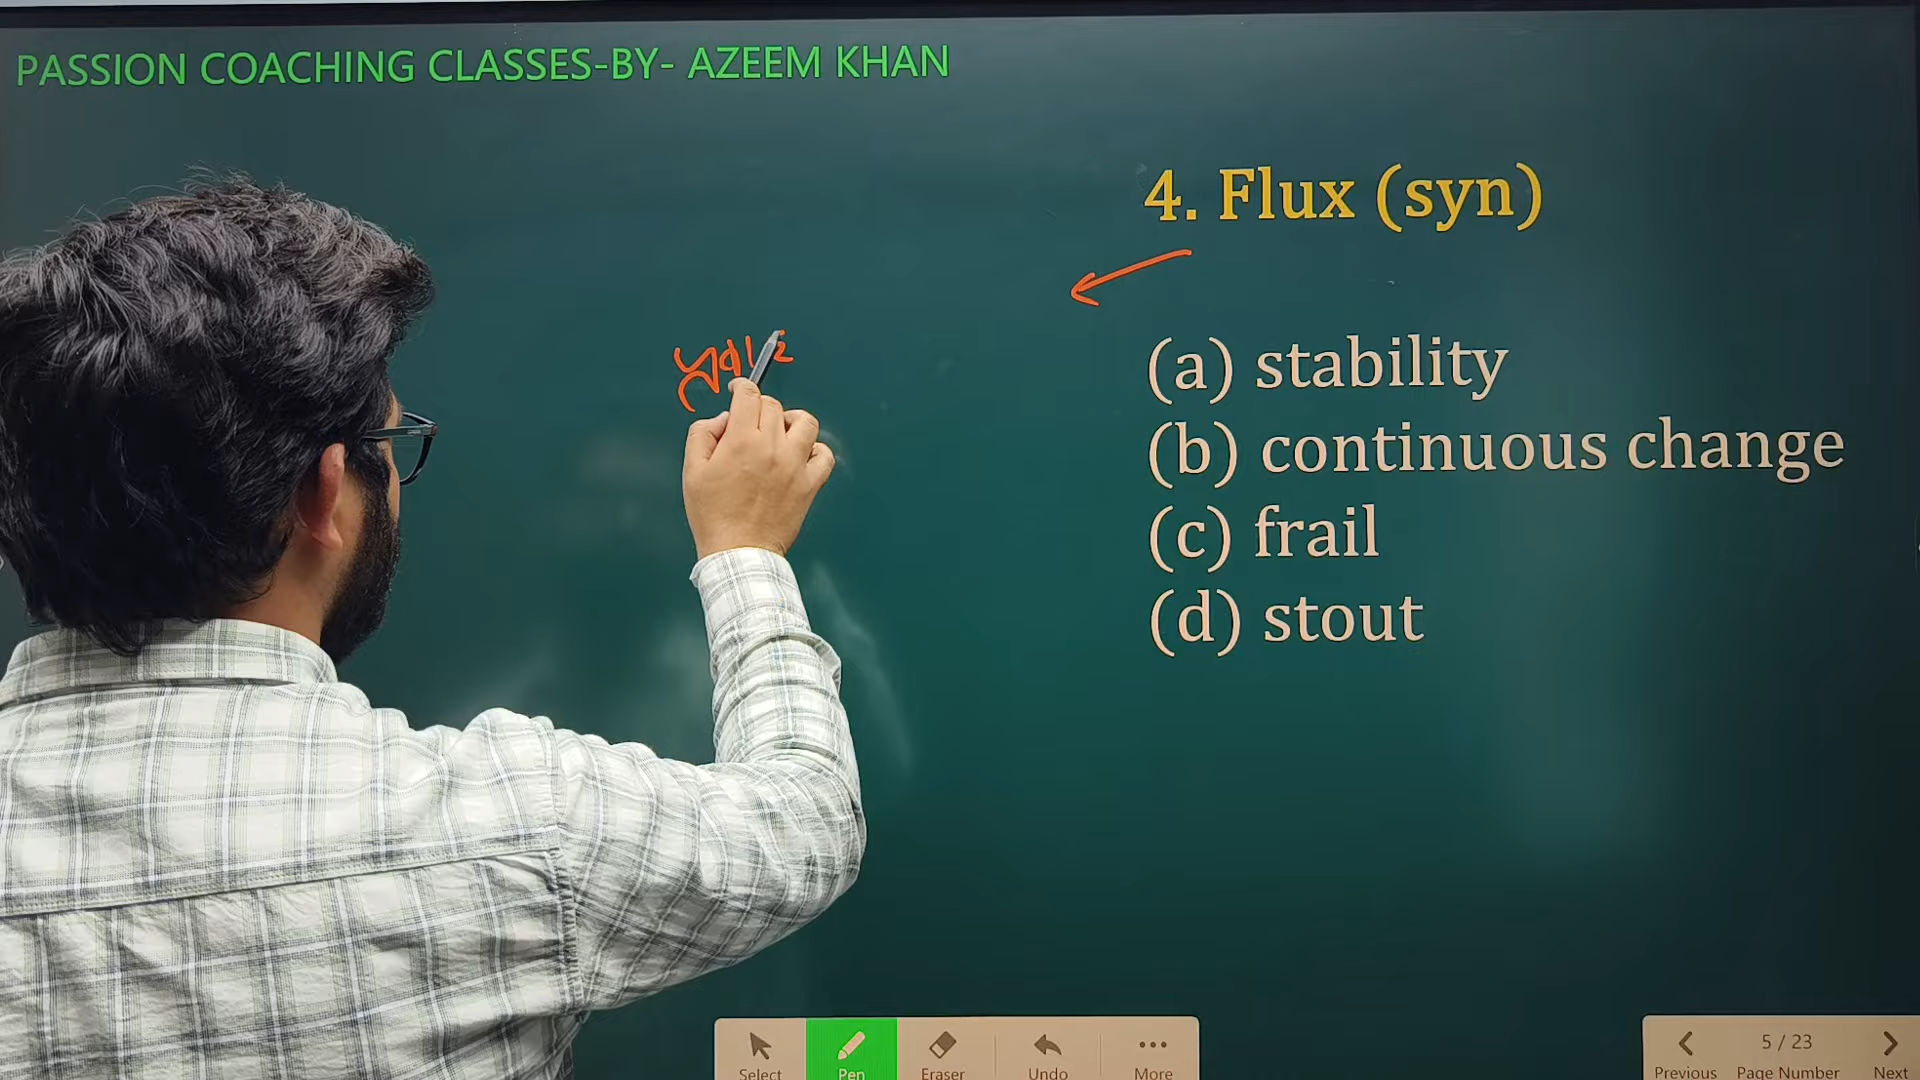 PASSION COACHING CLASSES-BY- AZEEM KHAN
4. Flux (syn)
(a) stability
(b) continuous change
(c) frail
(d) stout
Select
Pen
Eraser
Undo
More
5 / 23
Previous
Page Number
Next